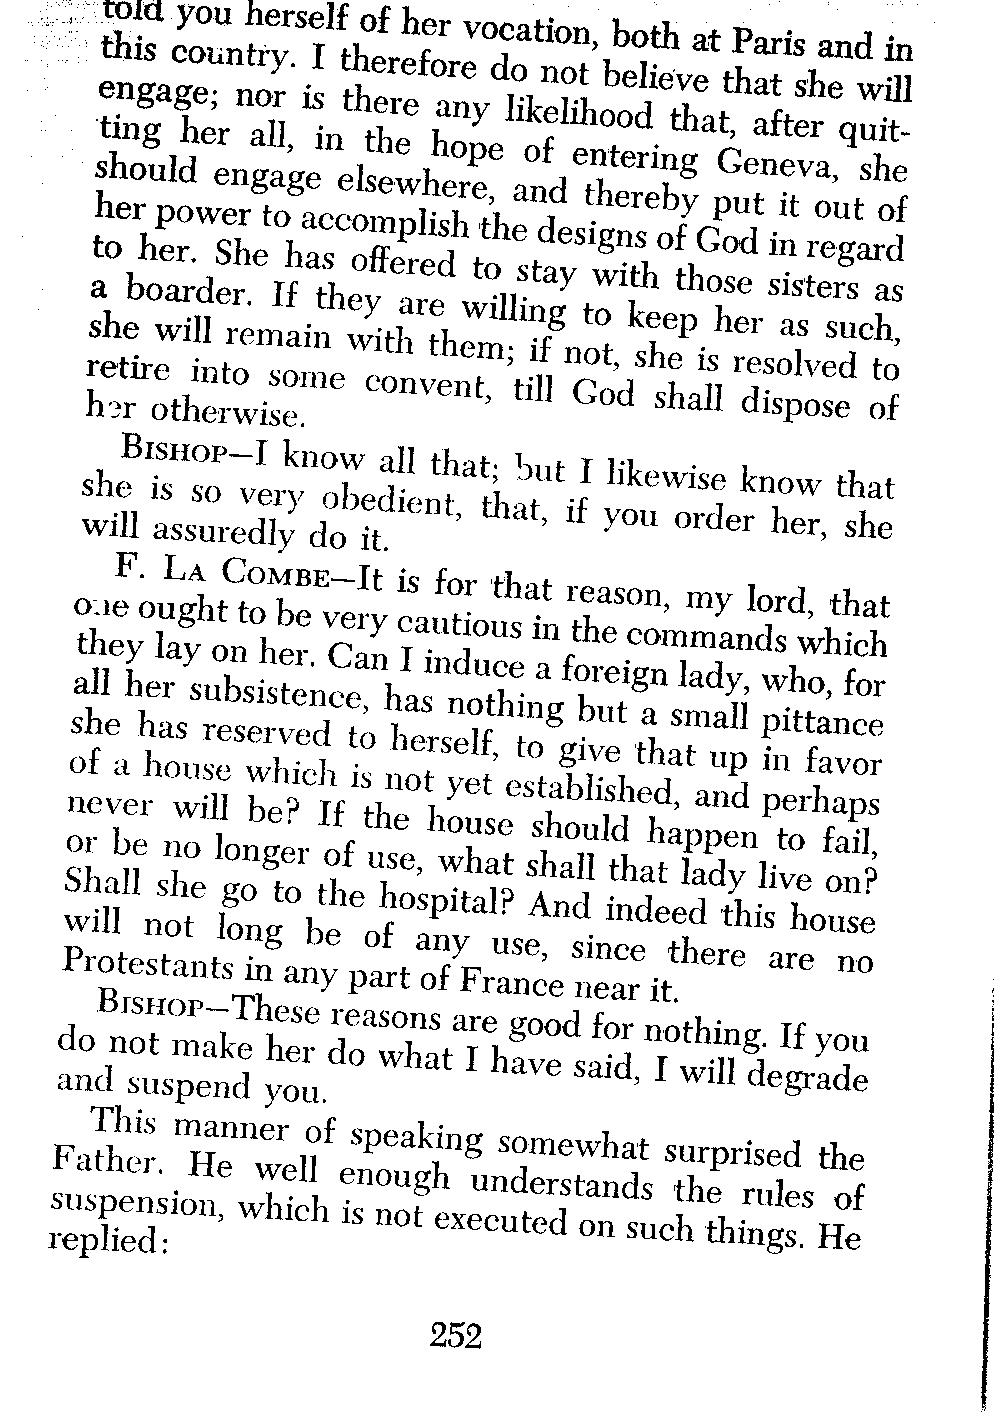 told you herself of her vocation, both at Paris and in
this country. I therefore do not believe that she will
engage; nor is there any likelihood that, after quit-
ting her all, in the hope of entering Geneva, she
should engage elsewhere, and thereby put it out of
her power to accomplish the designs of God in regard
to her. She has offered to stay with those sisters as
a boarder. If they are willing to keep her as such,
she will remain with them; if not, she is resolved to
retire into some convent, till God shall dispose of
her otherwise.
BISHOP—I know all that; but I likewise know that
she is so very obedient, that, if you order her, she
will assuredly do it.
F. LA COMBE—It is for that reason, my lord, that
one ought to be very cautious in the commands which
they lay on her. Can I induce a foreign lady, who, for
all her subsistence, has nothing but a small pittance
she has reserved to herself, to give that up in favor
of a house which is not yet established, and perhaps
never will be? If the house should happen to fail,
or be no longer of use, what shall that lady live on?
Shall she go to the hospital? And indeed this house
will not long be of any use, since there are no
Protestants in any part of France near it.
BISHOP—These reasons are good for nothing. If you
do not make her do what I have said, I will degrade
and suspend you.
This manner of speaking somewhat surprised the
Father. He well enough understands the rules of
suspension, which is not executed on such things. He
replied:
252